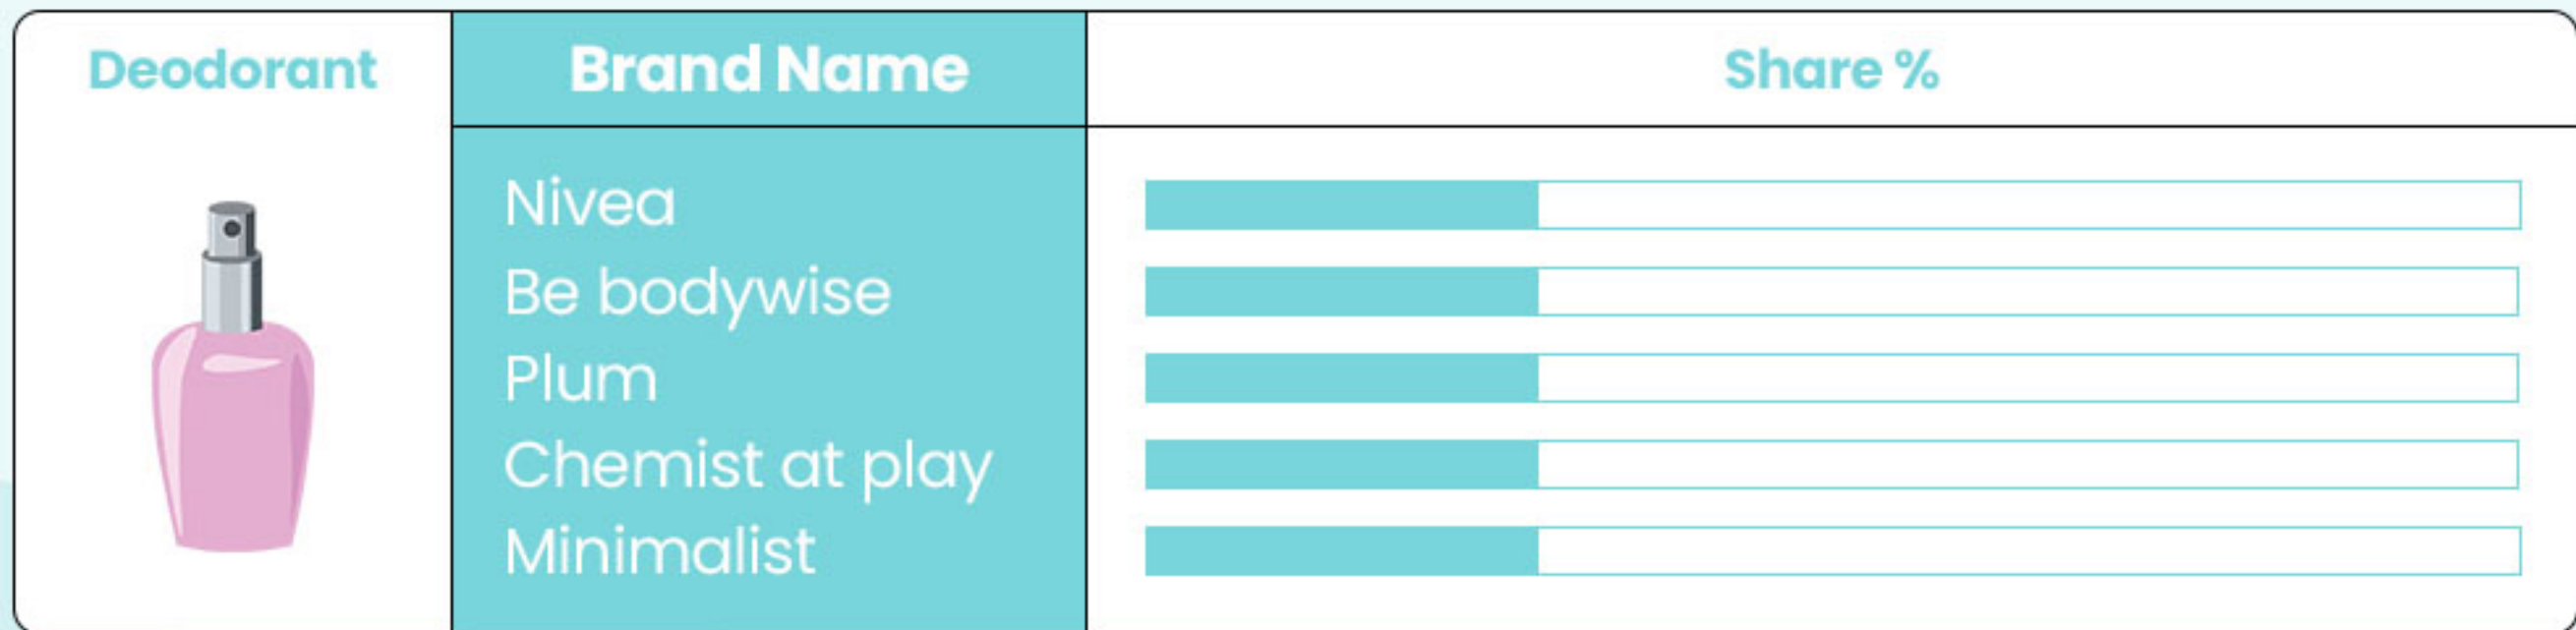 Deodorant
Brand Name
Share %
Nivea
Be bodywise
Plum
Chemist at play
Minimalist